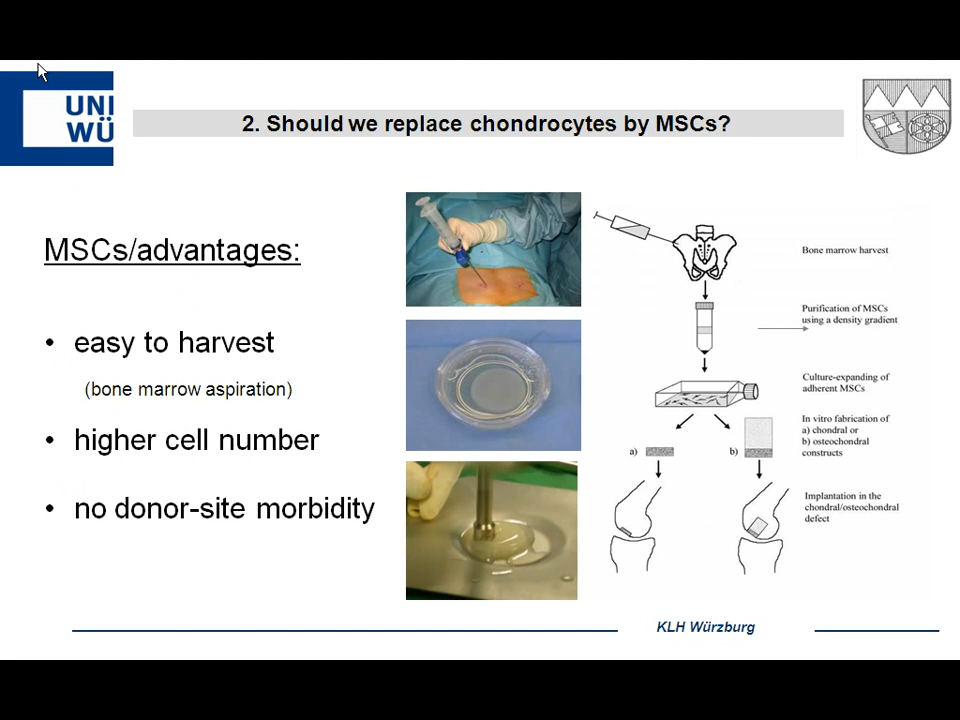 UNI
WÜ
2. Should we replace chondrocytes by MSCs?
MSCs/advantages:
• easy to harvest
(bone marrow aspiration)
• higher cell number
• no donor-site morbidity
Bone marrow harvest
Purification of MSCs
using a density gradient
Culture-expanding of
adherent MSCs
In vitro fabrication of
a) chondral or
b) osteochondral
constructs
a)
b)
Implantation in the
chondral/osteochondral
defect
KLH Würzburg